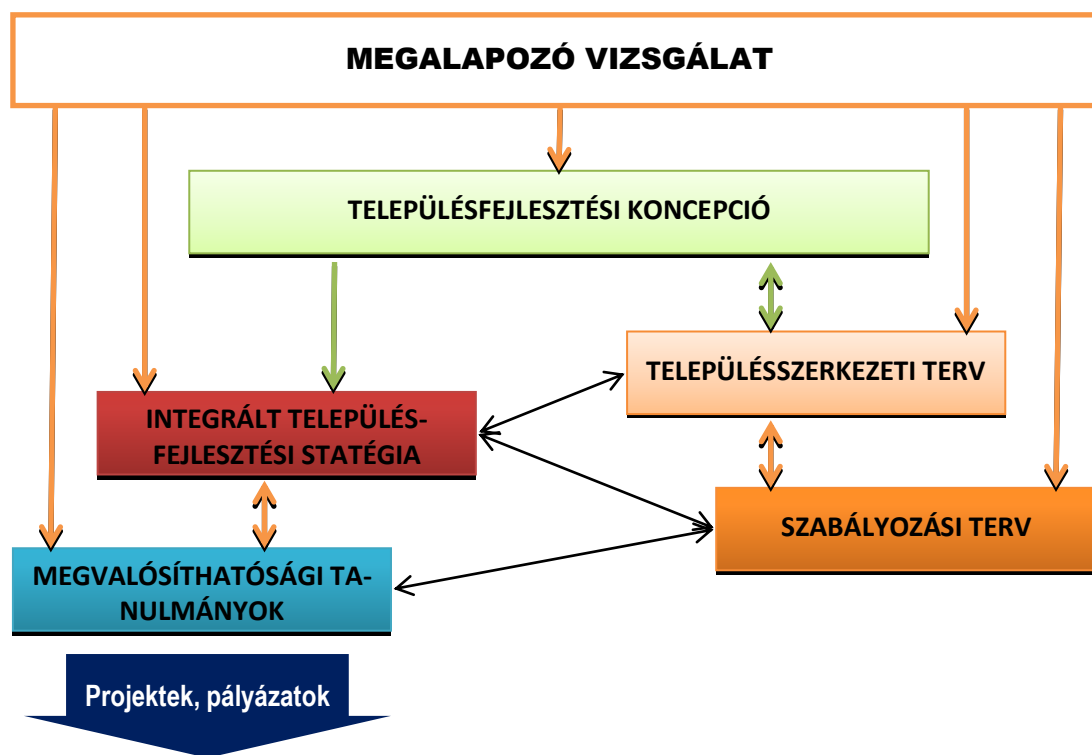 MEGALAPOZÓ VIZSGÁLAT
TELEPÜLÉSFEJLESZTÉSI KONCEPCIÓ
TELEPÜLÉSSZERKEZETI TERV
INTEGRÁLT TELEPÜLÉS-
FEJLESZTÉSI STATÉGIA
SZABÁLYOZÁSI TERV
MEGVALÓSÍTHATÓSÁGI TA-
NULMÁNYOK
Projektek, pályázatok